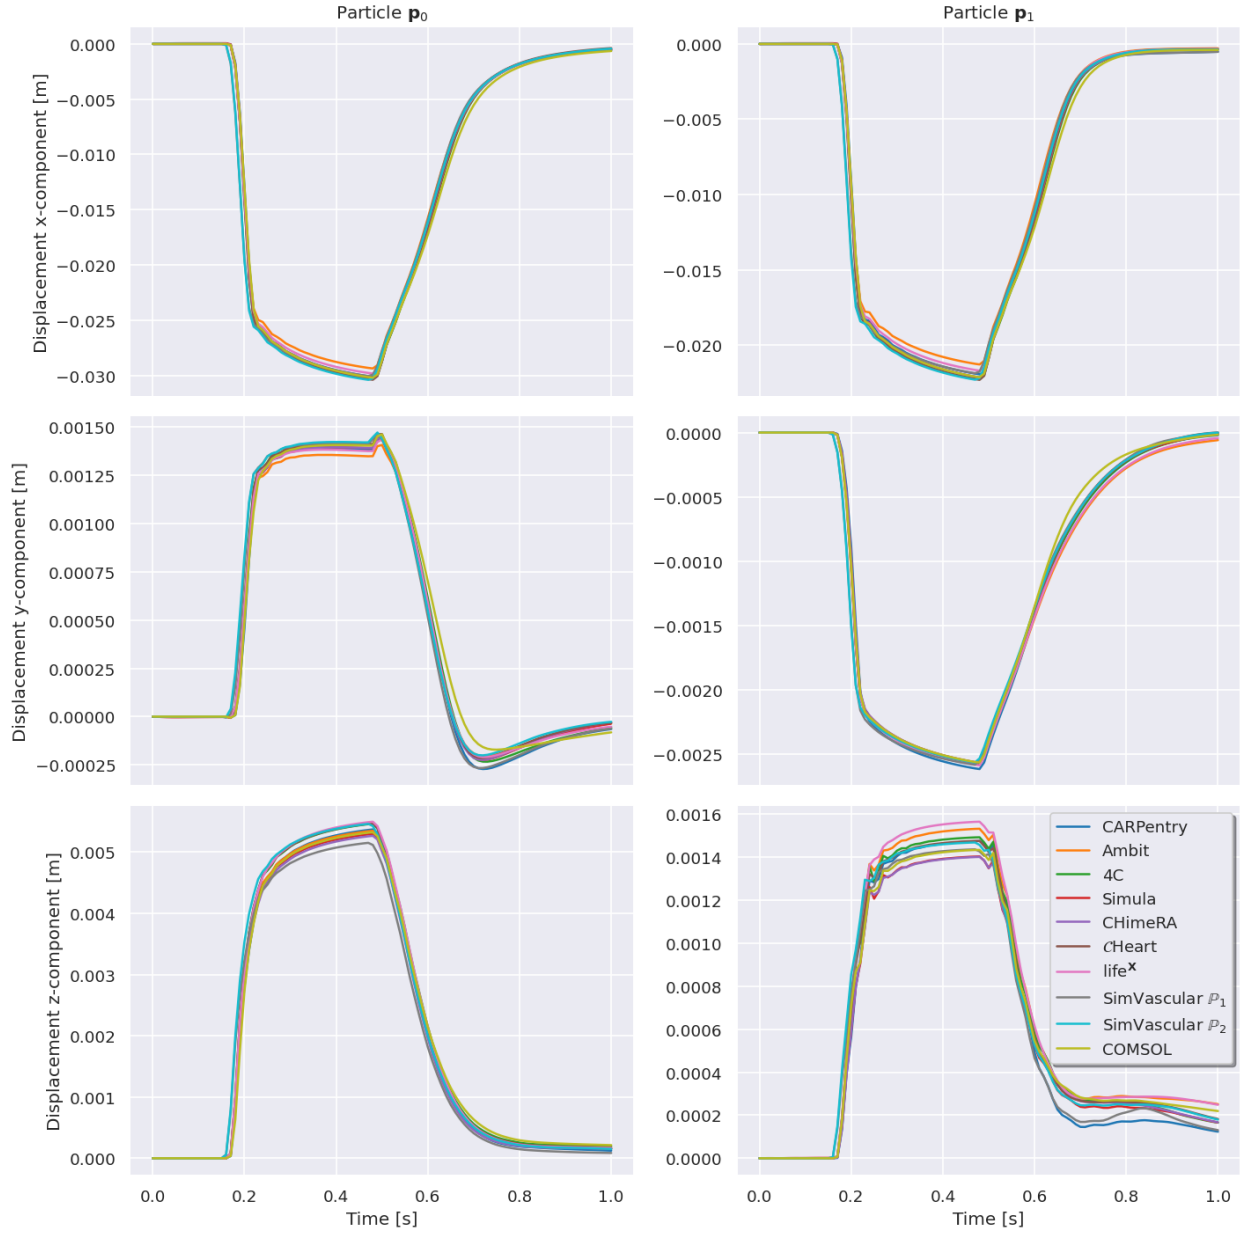 Particle p₀
Particle p₁
Displacement x-component [m]
0.000
−0.005
−0.010
−0.015
−0.020
−0.025
−0.030
0.000
−0.005
−0.010
−0.015
−0.020
Displacement y-component [m]
0.00150
0.00125
0.00100
0.00075
0.00050
0.00025
0.00000
−0.00025
0.0000
−0.0005
−0.0010
−0.0015
−0.0020
−0.0025
Displacement z-component [m]
0.005
0.004
0.003
0.002
0.001
0.000
0.0016
0.0014
0.0012
0.0010
0.0008
0.0006
0.0004
0.0002
0.0000
CARPentry
Ambit
4C
Simula
CHimeRA
𝒞Heart
lifeˣ
SimVascular ℙ₁
SimVascular ℙ₂
COMSOL
0.0 0.2 0.4 0.6 0.8 1.0
Time [s]
0.0 0.2 0.4 0.6 0.8 1.0
Time [s]